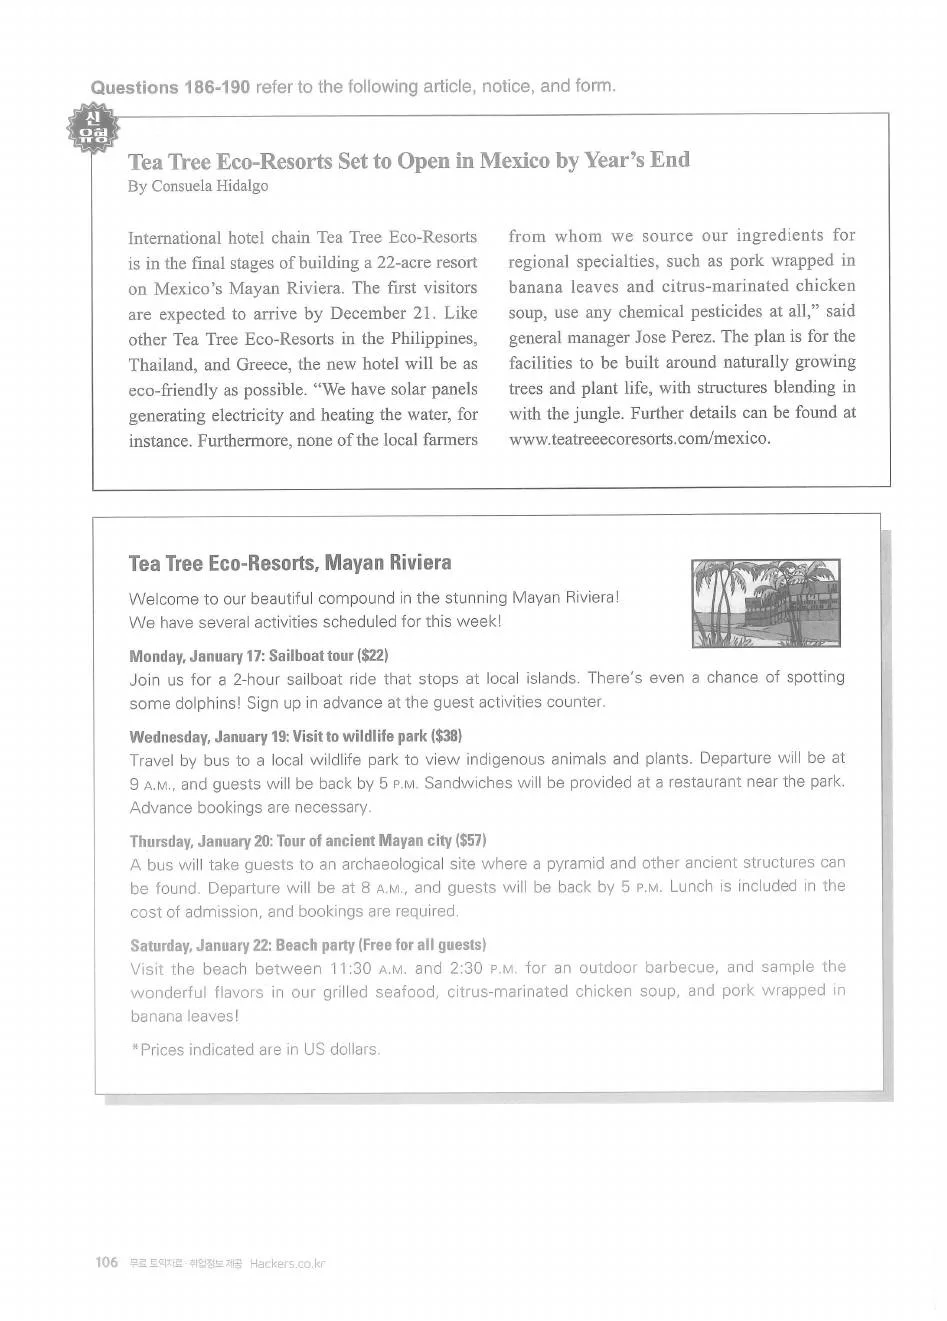 Questions 186-190 refer to the following article, notice, and form.
신
유형
Tea Tree Eco-Resorts Set to Open in Mexico by Year's End
By Consuela Hidalgo
International hotel chain Tea Tree Eco-Resorts
is in the final stages of building a 22-acre resort
on Mexico's Mayan Riviera. The first visitors
are expected to arrive by December 21. Like
other Tea Tree Eco-Resorts in the Philippines,
Thailand, and Greece, the new hotel will be as
eco-friendly as possible. “We have solar panels
generating electricity and heating the water, for
instance. Furthermore, none of the local farmers
from whom we source our ingredients for
regional specialties, such as pork wrapped in
banana leaves and citrus-marinated chicken
soup, use any chemical pesticides at all,” said
general manager Jose Perez. The plan is for the
facilities to be built around naturally growing
trees and plant life, with structures blending in
with the jungle. Further details can be found at
www.teatreeecoresorts.com/mexico.
Tea Tree Eco-Resorts, Mayan Riviera
Welcome to our beautiful compound in the stunning Mayan Riviera!
We have several activities scheduled for this week!
Monday, January 17: Sailboat tour ($22)
Join us for a 2-hour sailboat ride that stops at local islands. There's even a chance of spotting
some dolphins! Sign up in advance at the guest activities counter.
Wednesday, January 19: Visit to wildlife park ($38)
Travel by bus to a local wildlife park to view indigenous animals and plants. Departure will be at
9 A.M., and guests will be back by 5 P.M. Sandwiches will be provided at a restaurant near the park.
Advance bookings are necessary.
Thursday, January 20: Tour of ancient Mayan city ($57)
A bus will take guests to an archaeological site where a pyramid and other ancient structures can
be found. Departure will be at 8 A.M., and guests will be back by 5 P.M. Lunch is included in the
cost of admission, and bookings are required.
Saturday, January 22: Beach party (Free for all guests)
Visit the beach between 11:30 A.M. and 2:30 P.M. for an outdoor barbecue, and sample the
wonderful flavors in our grilled seafood, citrus-marinated chicken soup, and pork wrapped in
banana leaves!
*Prices indicated are in US dollars.
106 무료 토익자료·취업정보 제공 Hackers.co.kr